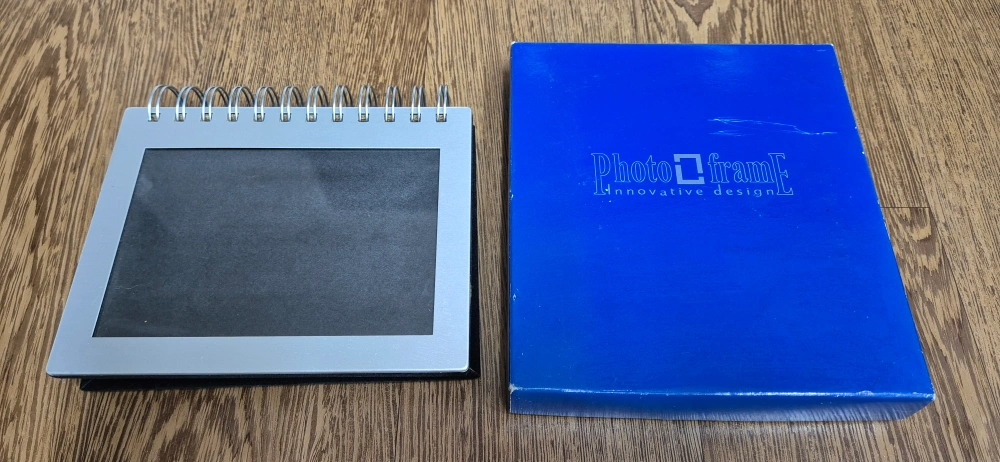 Photo framE
Innovative design